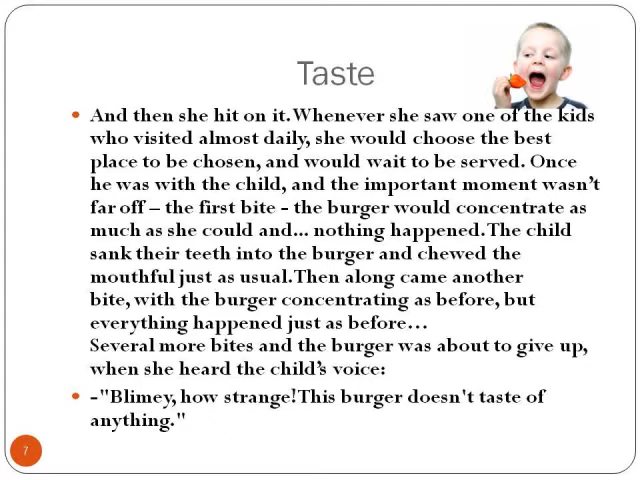 Taste
• And then she hit on it. Whenever she saw one of the kids
who visited almost daily, she would choose the best
place to be chosen, and would wait to be served. Once
he was with the child, and the important moment wasn’t
far off – the first bite - the burger would concentrate as
much as she could and... nothing happened. The child
sank their teeth into the burger and chewed the
mouthful just as usual. Then along came another
bite, with the burger concentrating as before, but
everything happened just as before…
Several more bites and the burger was about to give up,
when she heard the child’s voice:
• -"Blimey, how strange! This burger doesn't taste of
anything."
7